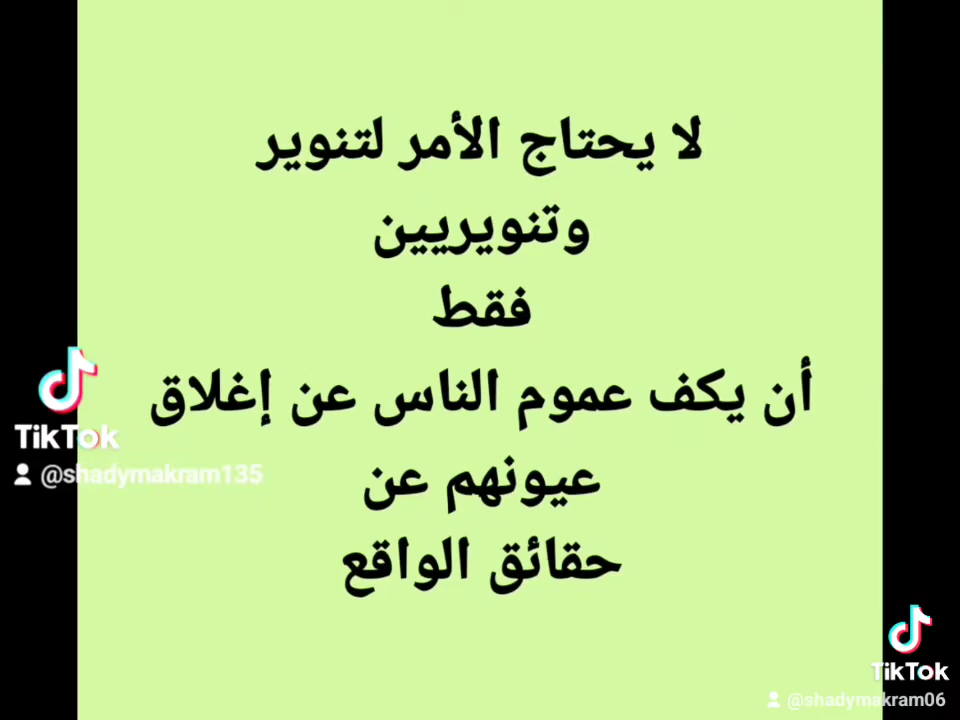 لا يحتاج الأمر لتنوير
وتنويريين
فقط
أن يكف عموم الناس عن إغلاق
عيونهم عن
حقائق الواقع
TikTok
@shadymakram135
TikTok
@shadymakram06